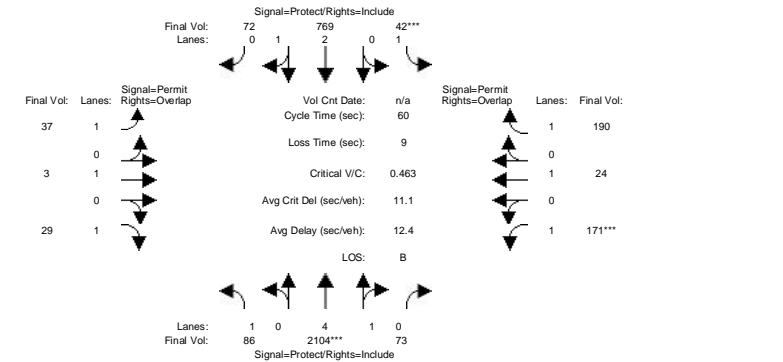 Signal=Protect/Rights=Include
Final Vol: 72 769 42***
Lanes: 0 1 2 0 1
Signal=Permit Signal=Permit
Final Vol: Lanes: Rights=Overlap Vol Cnt Date: n/a Rights=Overlap Lanes: Final Vol:
Cycle Time (sec): 60
37 1 1 190
Loss Time (sec): 9
0 0
3 1 Critical V/C: 0.463 1 24
0 Avg Crit Del (sec/veh): 11.1 0
29 1 Avg Delay (sec/veh): 12.4 1 171***
LOS: B
Lanes: 1 0 4 1 0
Final Vol: 86 2104*** 73
Signal=Protect/Rights=Include